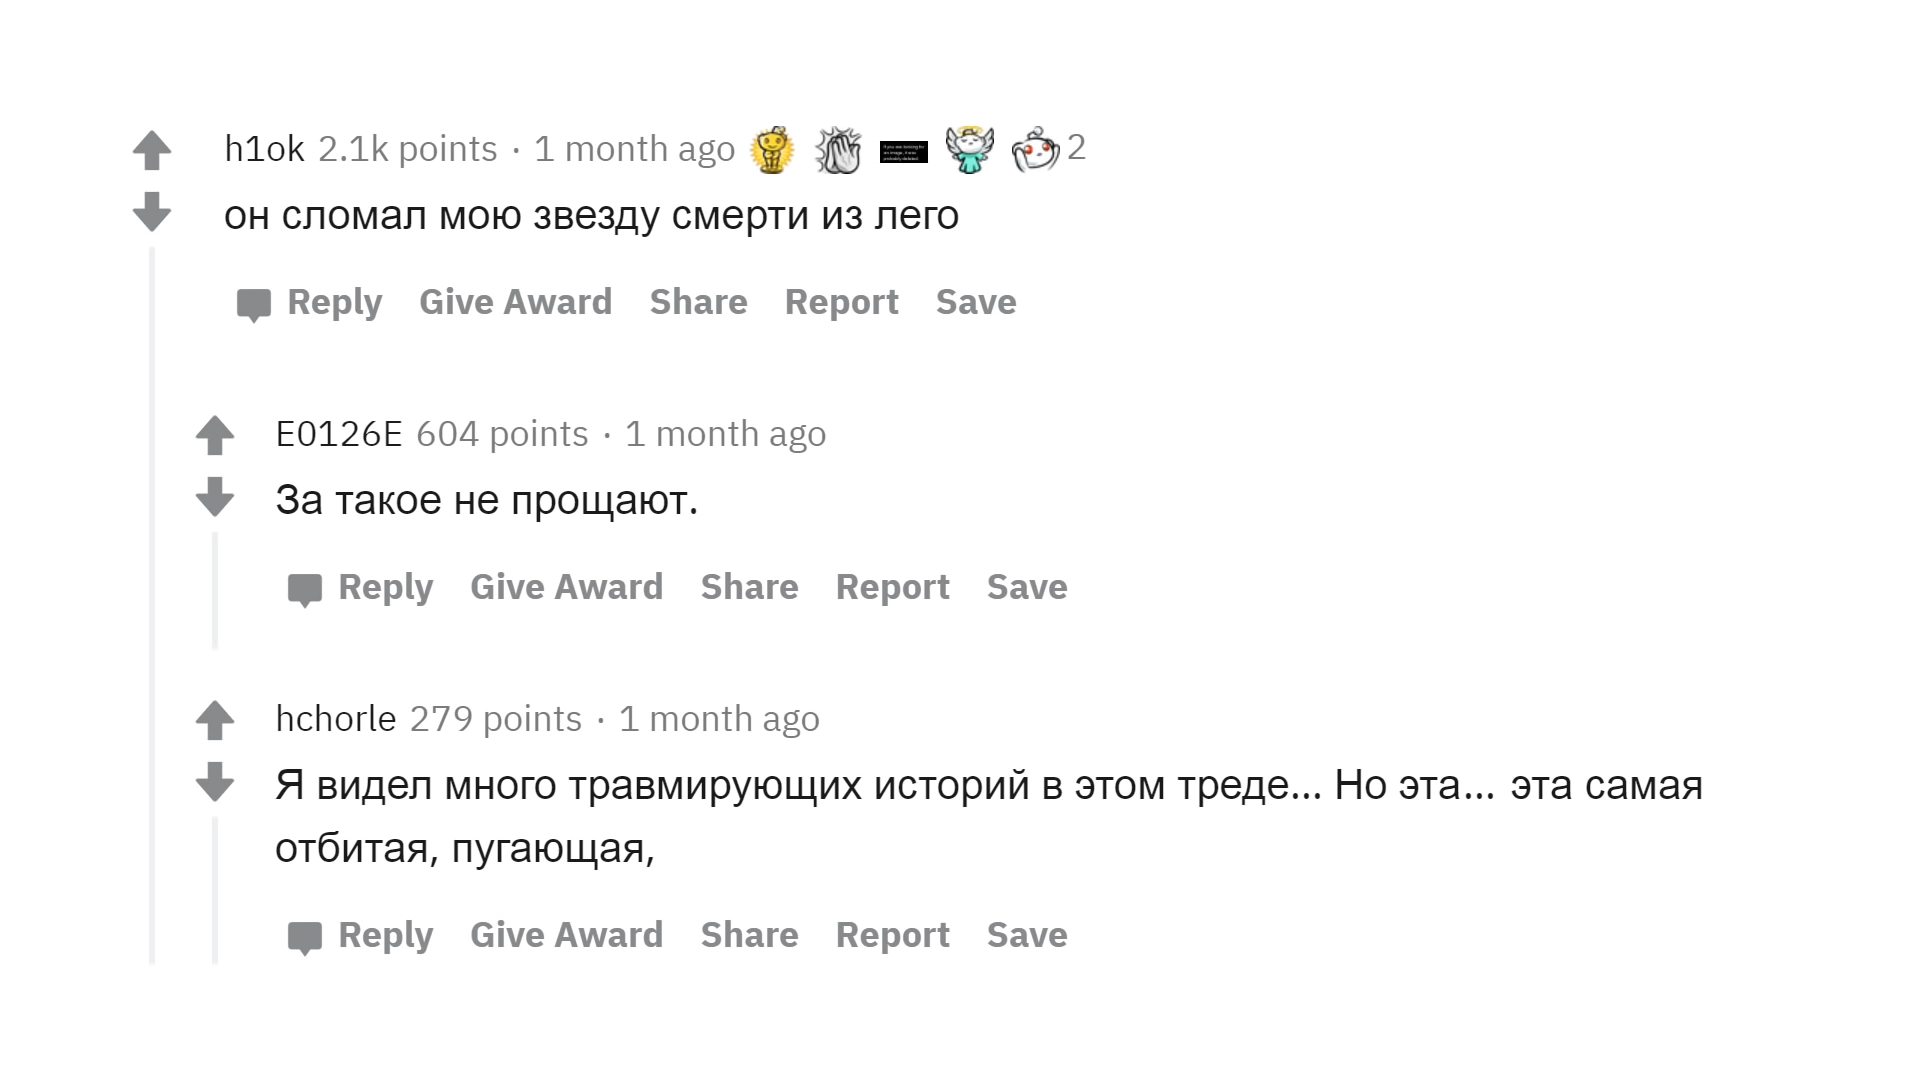 h1ok 2.1k points · 1 month ago 2
он сломал мою звезду смерти из лего
Reply Give Award Share Report Save
E0126E 604 points · 1 month ago
За такое не прощают.
Reply Give Award Share Report Save
hchorle 279 points · 1 month ago
Я видел много травмирующих историй в этом треде... Но эта... эта самая
отбитая, пугающая,
Reply Give Award Share Report Save